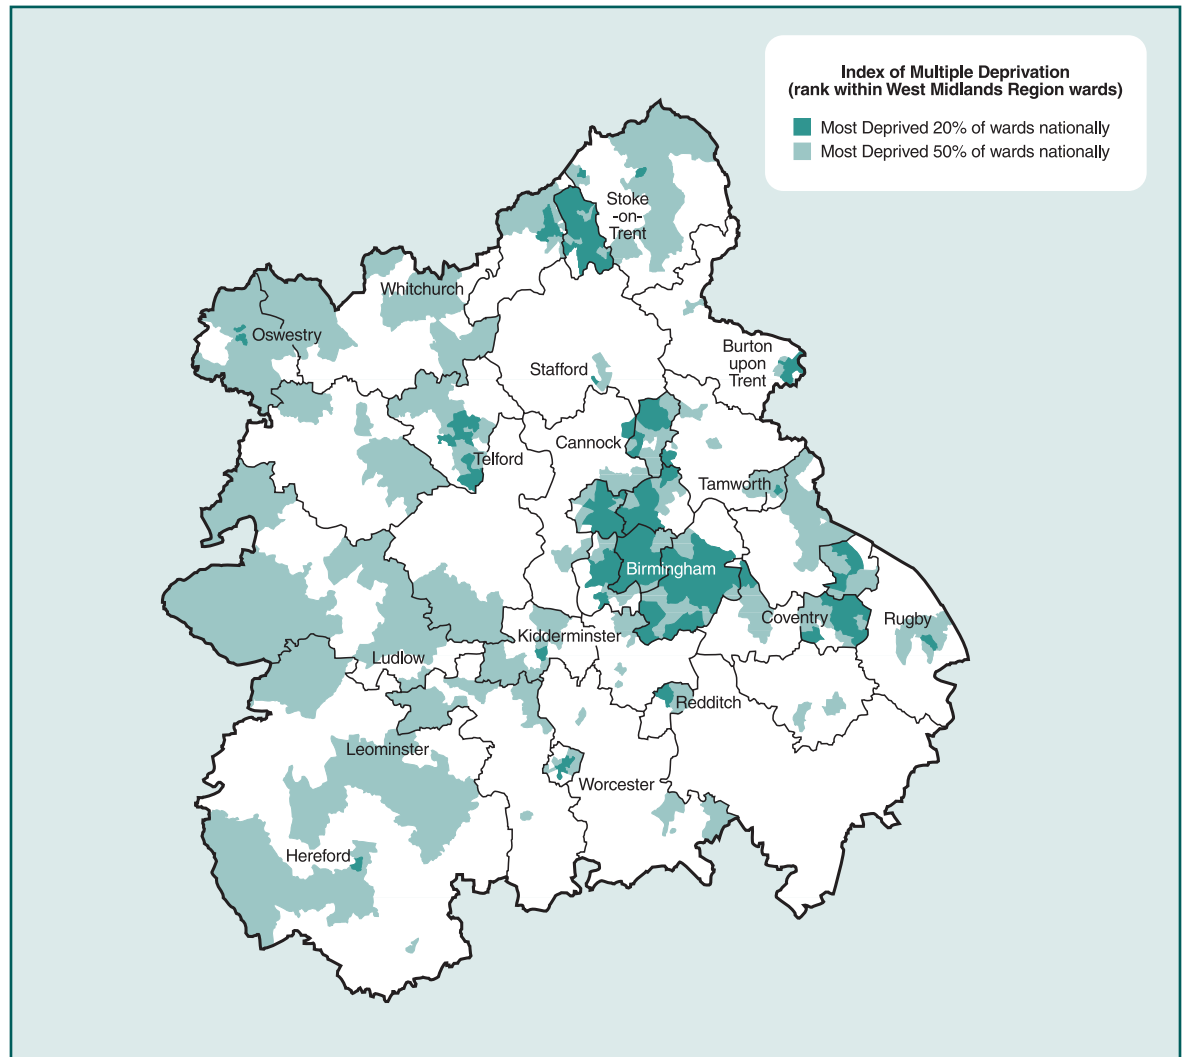 Index of Multiple Deprivation
(rank within West Midlands Region wards)
Most Deprived 20% of wards nationally
Most Deprived 50% of wards nationally
Stoke
-on-
Trent
Whitchurch
Oswestry
Burton
upon
Trent
Stafford
Cannock
Telford
Tamworth
Birmingham
Coventry
Rugby
Kidderminster
Ludlow
Redditch
Leominster
Worcester
Hereford